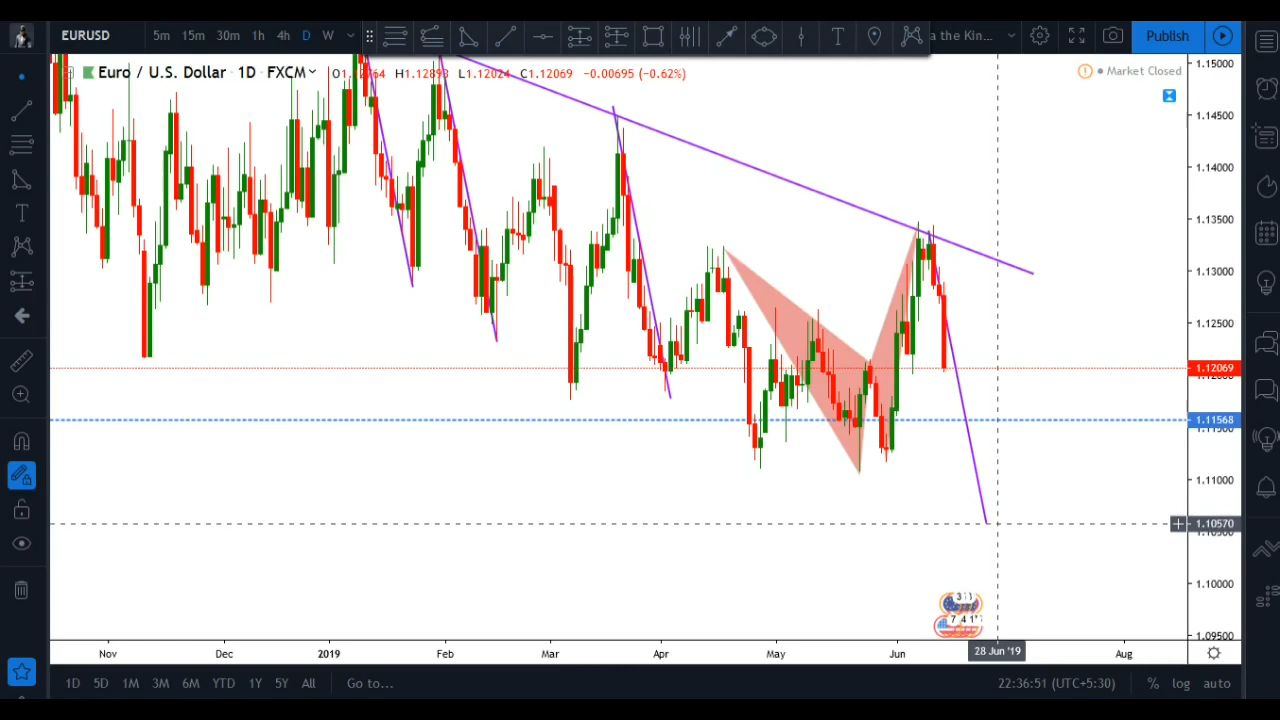 EURUSD 5m 15m 30m 1h 4h D W T a the Kin... Publish
Euro / U.S. Dollar 1D FXCM H1.12893 L1.12024 C1.12069 -0.00695 (-0.62%)
Market Closed
1.15000
1.14500
1.14000
1.13500
1.13000
1.12500
1.12069
1.11568
1.11000
1.10570
1.10000
1.09500
Nov Dec 2019 Feb Mar Apr May Jun 28 Jun '19 Aug
1D 5D 1M 3M 6M YTD 1Y 5Y All Go to... 22:36:51 (UTC+5:30) % log auto